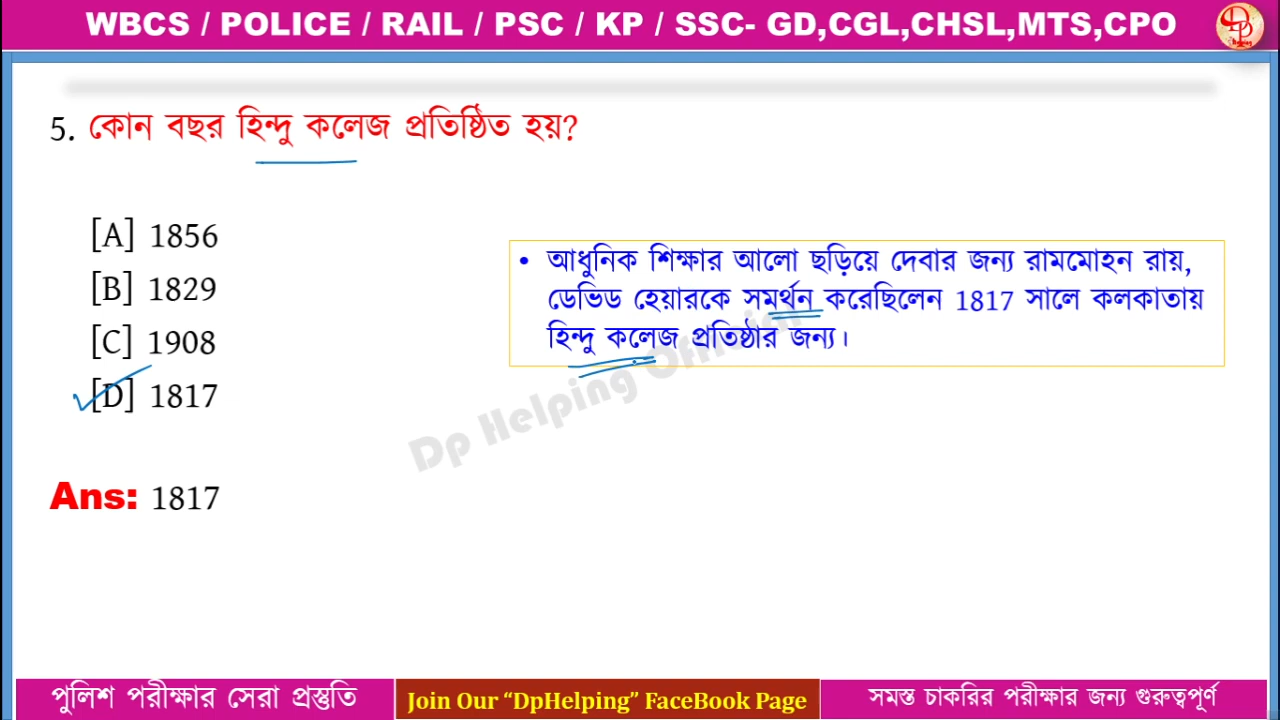 WBCS / POLICE / RAIL / PSC / KP / SSC- GD,CGL,CHSL,MTS,CPO
5. কোন বছর হিন্দু কলেজ প্রতিষ্ঠিত হয়?
[A] 1856
[B] 1829
[C] 1908
[D] 1817
• আধুনিক শিক্ষার আলো ছড়িয়ে দেবার জন্য রামমোহন রায়,
ডেভিড হেয়ারকে সমর্থন করেছিলেন 1817 সালে কলকাতায়
হিন্দু কলেজ প্রতিষ্ঠার জন্য।
Dp Helping Official
Ans: 1817
পুলিশ পরীক্ষার সেরা প্রস্তুতি
Join Our “DpHelping” FaceBook Page
সমস্ত চাকরির পরীক্ষার জন্য গুরুত্বপূর্ণ